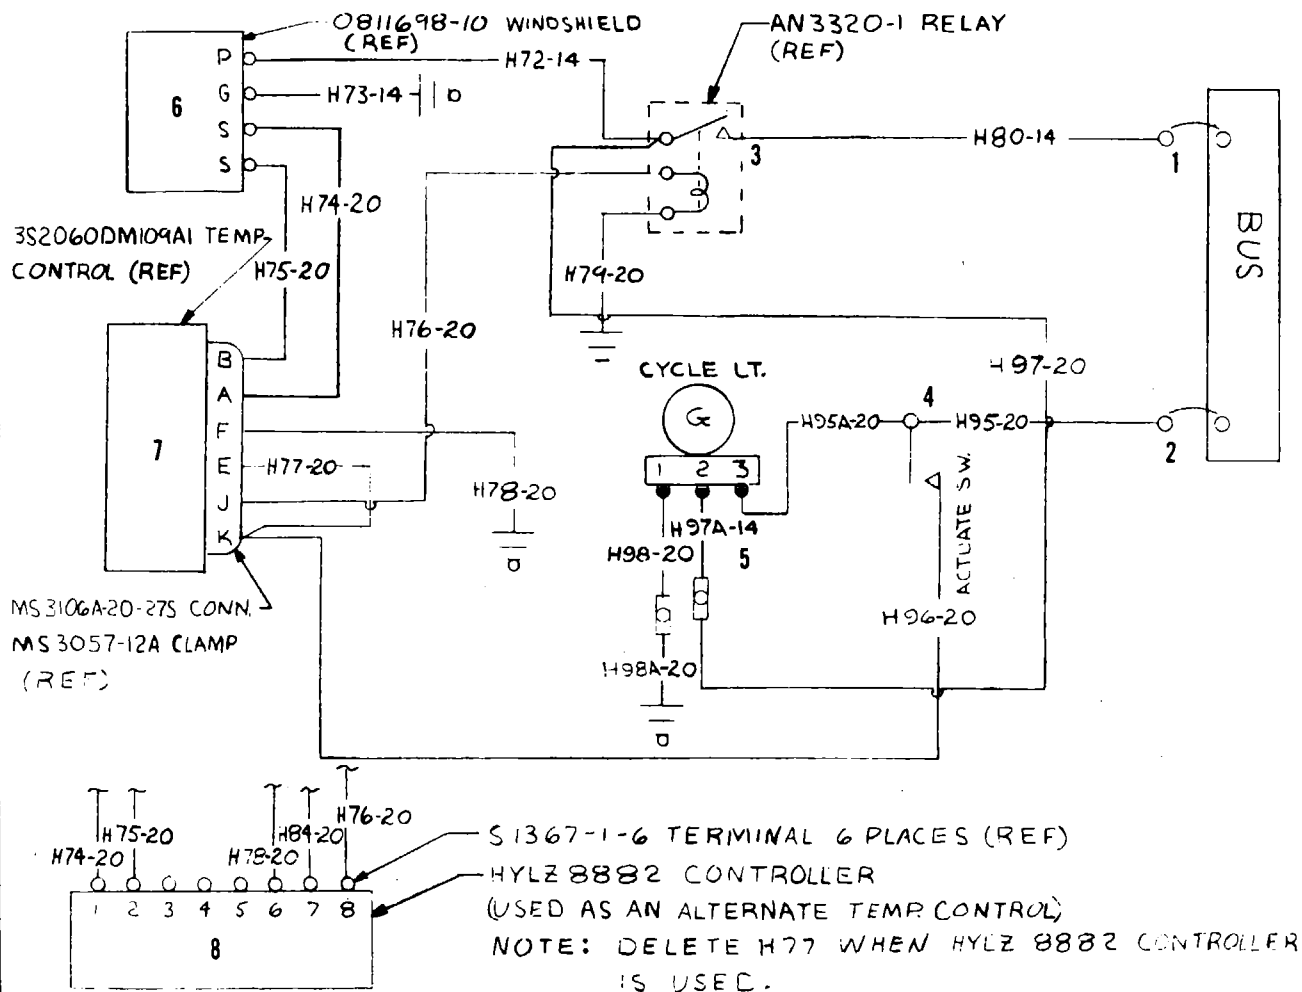 0811698-10 WINDSHIELD
(REF)
AN3320-1 RELAY
(REF)
P
H72-14
G
H73-14
6
S
S
3
H80-14
1
H74-20
3S2060DM109A1 TEMP
CONTROL (REF)
H75-20
H79-20
BUS
H76-20
B
A
F
E
J
K
7
H77-20
H78-20
CYCLE LT.
G
1 2 3
H97-20
H95A-20
4
H95-20
2
H97A-14
5
H98-20
ACTUATE SW.
H96-20
H98A-20
MS3106A-20-27S CONN.
MS3057-12A CLAMP
(REF)
H76-20
H75-20
H84-20
H74-20
H78-20
1 2 3 4 5 6 7 8
8
S1367-1-6 TERMINAL 6 PLACES (REF)
HYLZ 8882 CONTROLLER
(USED AS AN ALTERNATE TEMP. CONTROL)
NOTE: DELETE H77 WHEN HYLZ 8882 CONTROLLER
IS USED.